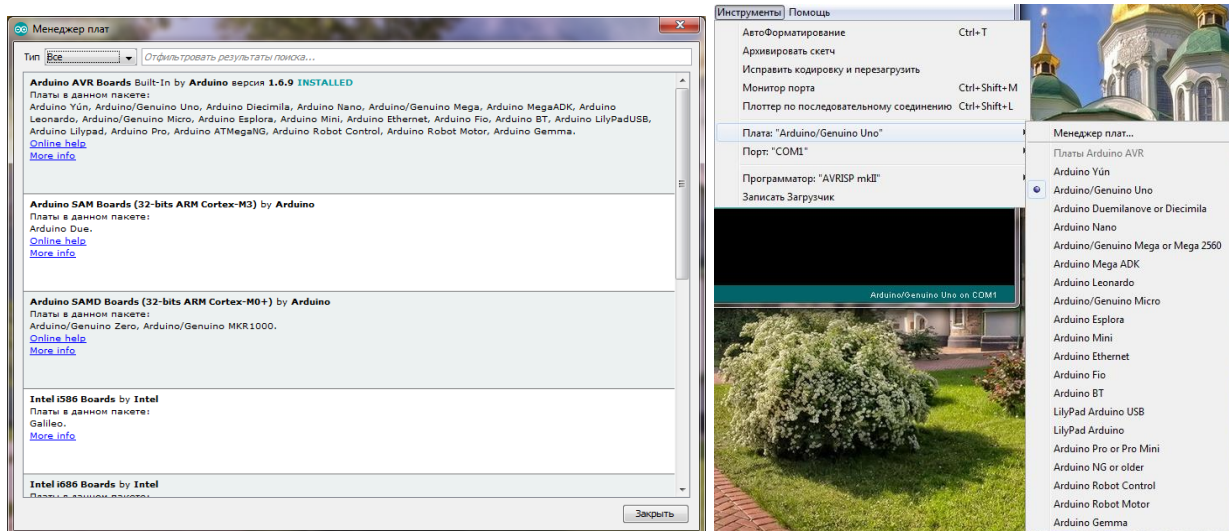 Менеджер плат
Тип Все Отфильтровать результаты поиска...
Arduino AVR Boards Built-In by Arduino версия 1.6.9 INSTALLED
Платы в данном пакете:
Arduino Yún, Arduino/Genuino Uno, Arduino Diecimila, Arduino Nano, Arduino/Genuino Mega, Arduino MegaADK, Arduino
Leonardo, Arduino/Genuino Micro, Arduino Esplora, Arduino Mini, Arduino Ethernet, Arduino Fio, Arduino BT, Arduino LilyPadUSB,
Arduino Lilypad, Arduino Pro, Arduino ATMegaNG, Arduino Robot Control, Arduino Robot Motor, Arduino Gemma.
Online help
More info
Arduino SAM Boards (32-bits ARM Cortex-M3) by Arduino
Платы в данном пакете:
Arduino Due.
Online help
More info
Arduino SAMD Boards (32-bits ARM Cortex-M0+) by Arduino
Платы в данном пакете:
Arduino/Genuino Zero, Arduino/Genuino MKR1000.
Online help
More info
Intel i586 Boards by Intel
Платы в данном пакете:
Galileo.
More info
Intel i686 Boards by Intel
Платы в данном пакете:
Закрыть
Инструменты Помощь
АвтоФорматирование Ctrl+T
Архивировать скетч
Исправить кодировку и перезагрузить
Монитор порта Ctrl+Shift+M
Плоттер по последовательному соединению Ctrl+Shift+L
Плата: "Arduino/Genuino Uno"
Порт: "COM1"
Программатор: "AVRISP mkII"
Записать Загрузчик
Arduino/Genuino Uno on COM1
Менеджер плат...
Платы Arduino AVR
Arduino Yún
Arduino/Genuino Uno
Arduino Duemilanove or Diecimila
Arduino Nano
Arduino/Genuino Mega or Mega 2560
Arduino Mega ADK
Arduino Leonardo
Arduino/Genuino Micro
Arduino Esplora
Arduino Mini
Arduino Ethernet
Arduino Fio
Arduino BT
LilyPad Arduino USB
LilyPad Arduino
Arduino Pro or Pro Mini
Arduino NG or older
Arduino Robot Control
Arduino Robot Motor
Arduino Gemma